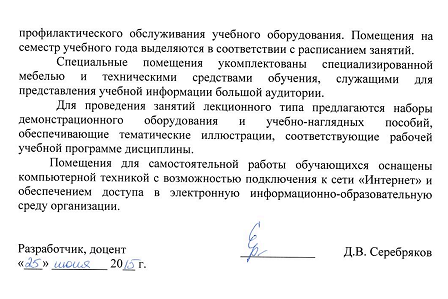 профилактического обслуживания учебного оборудования. Помещения на
семестр учебного года выделяются в соответствии с расписанием занятий.
Специальные помещения укомплектованы специализированной
мебелью и техническими средствами обучения, служащими для
представления учебной информации большой аудитории.
Для проведения занятий лекционного типа предлагаются наборы
демонстрационного оборудования и учебно-наглядных пособий,
обеспечивающие тематические иллюстрации, соответствующие рабочей
учебной программе дисциплины.
Помещения для самостоятельной работы обучающихся оснащены
компьютерной техникой с возможностью подключения к сети «Интернет» и
обеспечением доступа в электронную информационно-образовательную
среду организации.
Разработчик, доцент Д.В. Серебряков
«25» июня 2015 г.